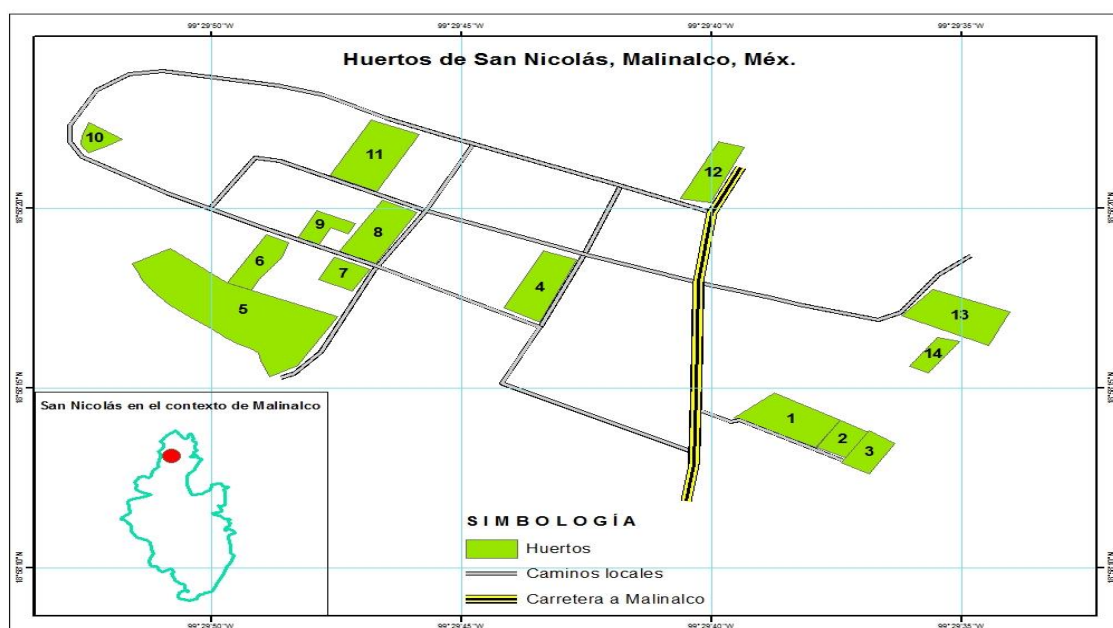 99°29'50"W 99°29'45"W 99°29'40"W 99°29'35"W
Huertos de San Nicolás, Malinalco, Méx.
10
11
12
9
8
6
7
4
5
13
14
1
2
3
San Nicolás en el contexto de Malinalco
SIMBOLOGÍA
Huertos
Caminos locales
Carretera a Malinalco
99°29'50"W 99°29'45"W 99°29'40"W 99°29'35"W